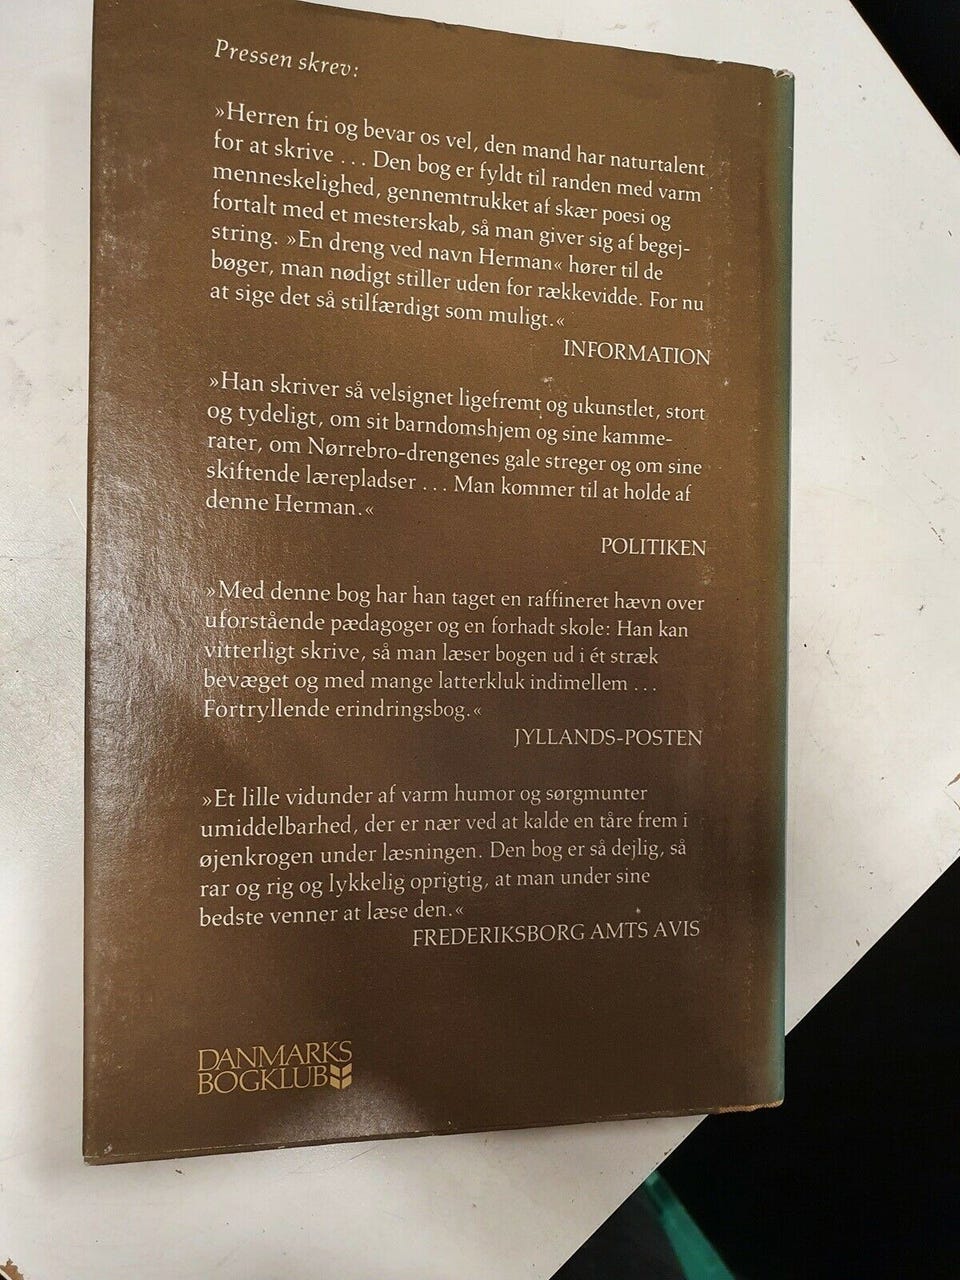 Pressen skrev:
»Herren fri og bevar os vel, den mand har naturtalent
for at skrive . . . Den bog er fyldt til randen med varm
menneskelighed, gennemtrukket af skær poesi og
fortalt med et mesterskab, så man giver sig af begej-
string. »En dreng ved navn Herman« hører til de
bøger, man nødigt stiller uden for rækkevidde. For nu
at sige det så stilfærdigt som muligt.«
INFORMATION
»Han skriver så velsignet ligefremt og ukunstlet, stort
og tydeligt, om sit barndomshjem og sine kamme-
rater, om Nørrebro-drengenes gale streger og om sine
skiftende lærepladser . . . Man kommer til at holde af
denne Herman.«
POLITIKEN
»Med denne bog har han taget en raffineret hævn over
uforstående pædagoger og en forhadt skole: Han kan
vitterligt skrive, så man læser bogen ud i ét stræk
bevæget og med mange latterkluk indimellem . . .
Fortryllende erindringsbog.«
JYLLANDS-POSTEN
»Et lille vidunder af varm humor og sørgmunter
umiddelbarhed, der er nær ved at kalde en tåre frem i
øjenkrogen under læsningen. Den bog er så dejlig, så
rar og rig og lykkelig oprigtig, at man under sine
bedste venner at læse den.«
FREDERIKSBORG AMTS AVIS
DANMARKS
BOGKLUB